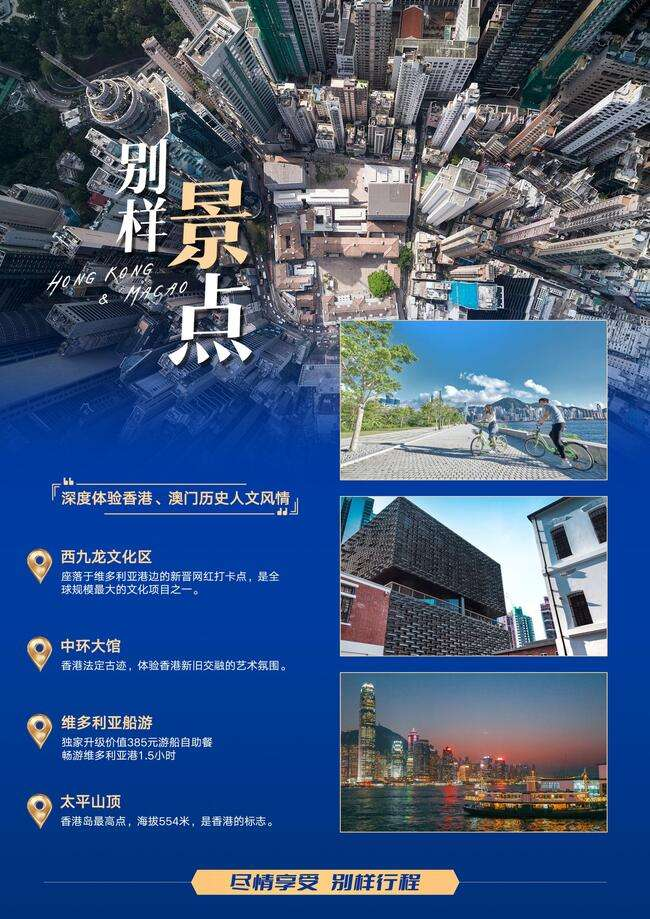 别样
景点
HONG KONG
& MACAO
深度体验香港、澳门历史人文风情
西九龙文化区
座落于维多利亚港边的新晋网红打卡点，是全
球规模最大的文化项目之一。
中环大馆
香港法定古迹，体验香港新旧交融的艺术氛围。
维多利亚船游
独家升级价值385元游船自助餐
畅游维多利亚港1.5小时
太平山顶
香港岛最高点，海拔554米，是香港的标志。
尽情享受 别样行程